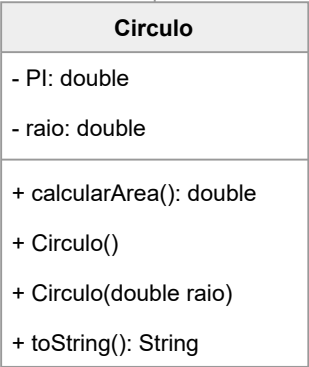 Circulo
- PI: double
- raio: double
+ calcularArea(): double
+ Circulo()
+ Circulo(double raio)
+ toString(): String